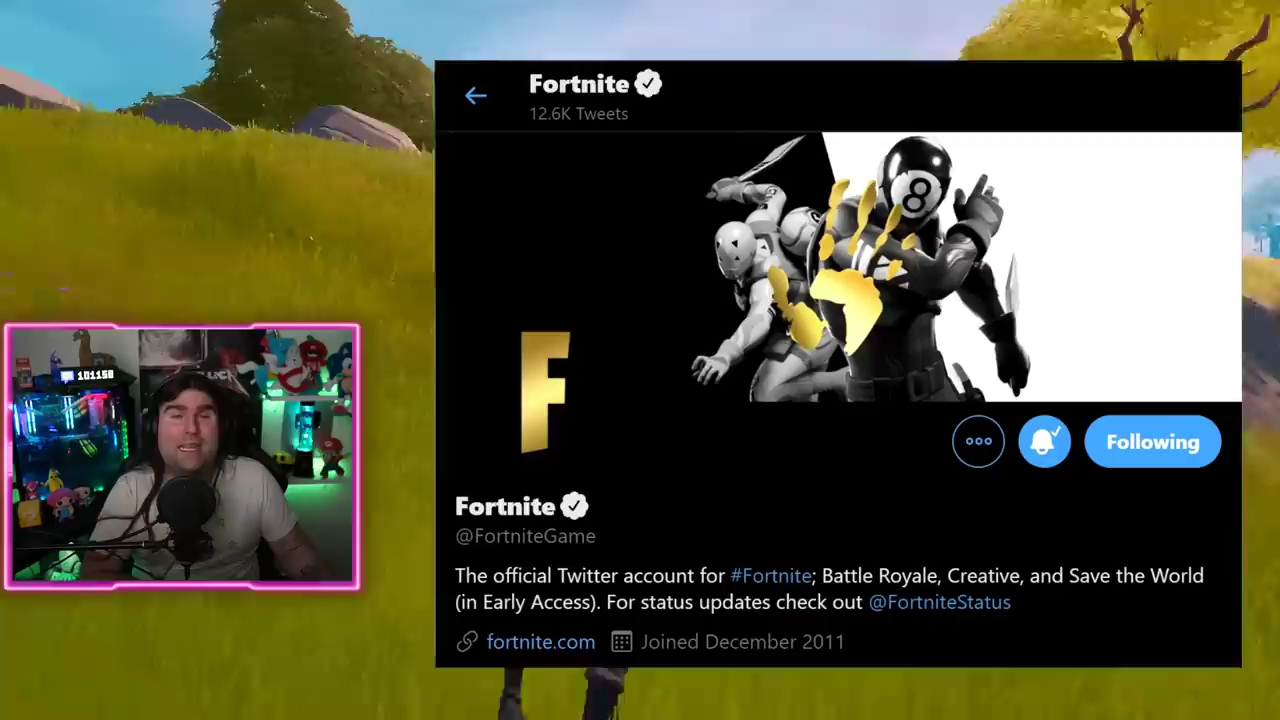 Fortnite
12.6K Tweets
8
F
Following
Fortnite
@FortniteGame
The official Twitter account for #Fortnite; Battle Royale, Creative, and Save the World
(in Early Access). For status updates check out @FortniteStatus
fortnite.com Joined December 2011
101150